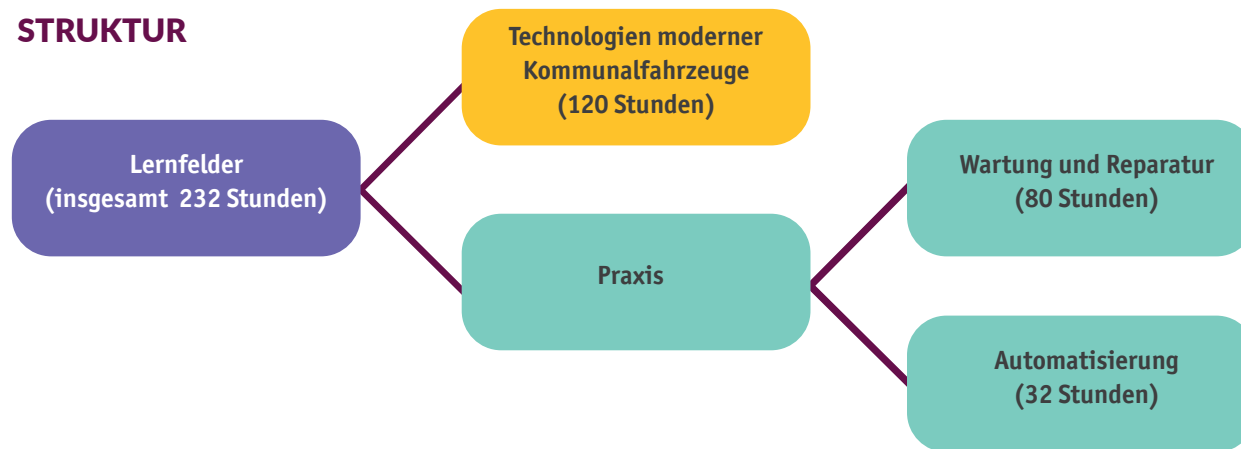 STRUKTUR
Technologien moderner
Kommunalfahrzeuge
(120 Stunden)
Lernfelder
(insgesamt 232 Stunden)
Wartung und Reparatur
(80 Stunden)
Praxis
Automatisierung
(32 Stunden)